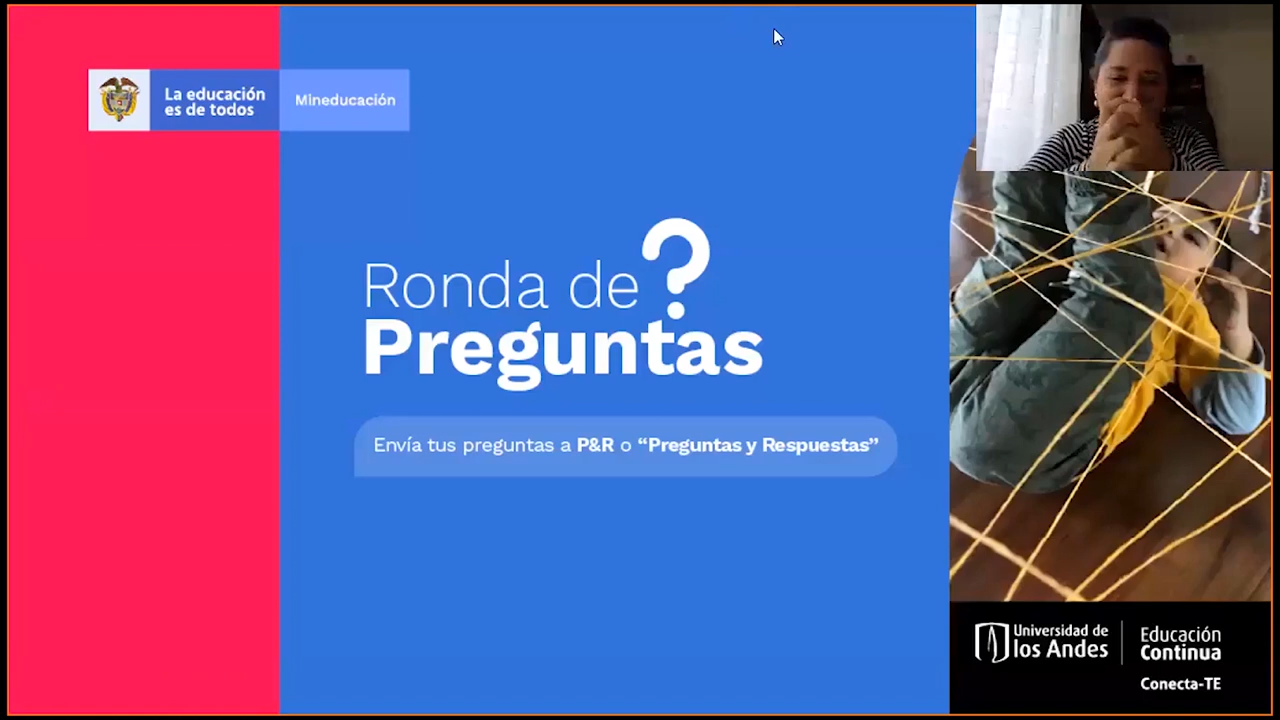 La educación
es de todos
Mineducación
Ronda de ?
Preguntas
Envía tus preguntas a P&R o “Preguntas y Respuestas”
Universidad de
los Andes
Educación
Continua
Conecta-TE